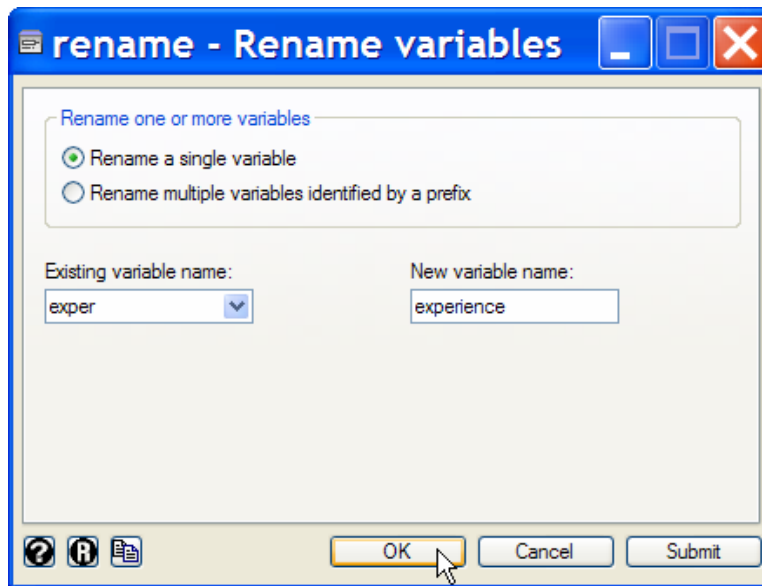 rename - Rename variables
Rename one or more variables
Rename a single variable
Rename multiple variables identified by a prefix
Existing variable name: New variable name:
exper experience
? R OK Cancel Submit